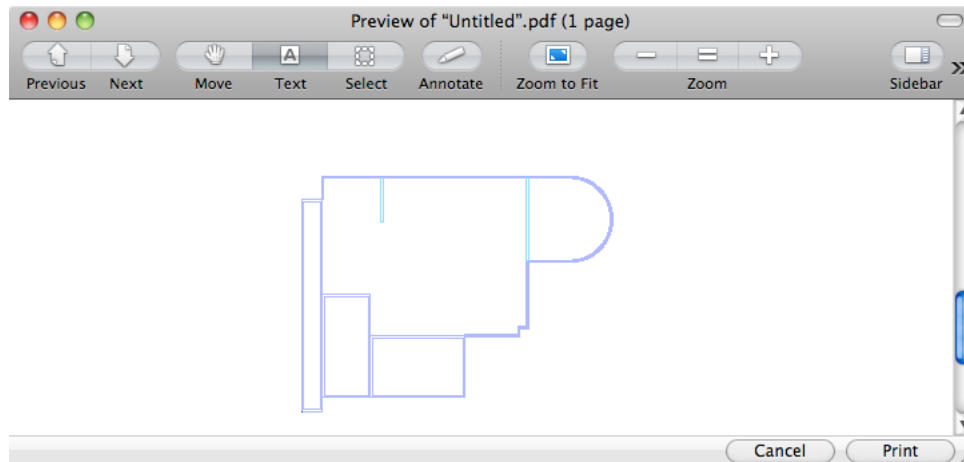 Preview of “Untitled”.pdf (1 page)
A
Previous Next Move Text Select Annotate Zoom to Fit Zoom Sidebar
Cancel Print